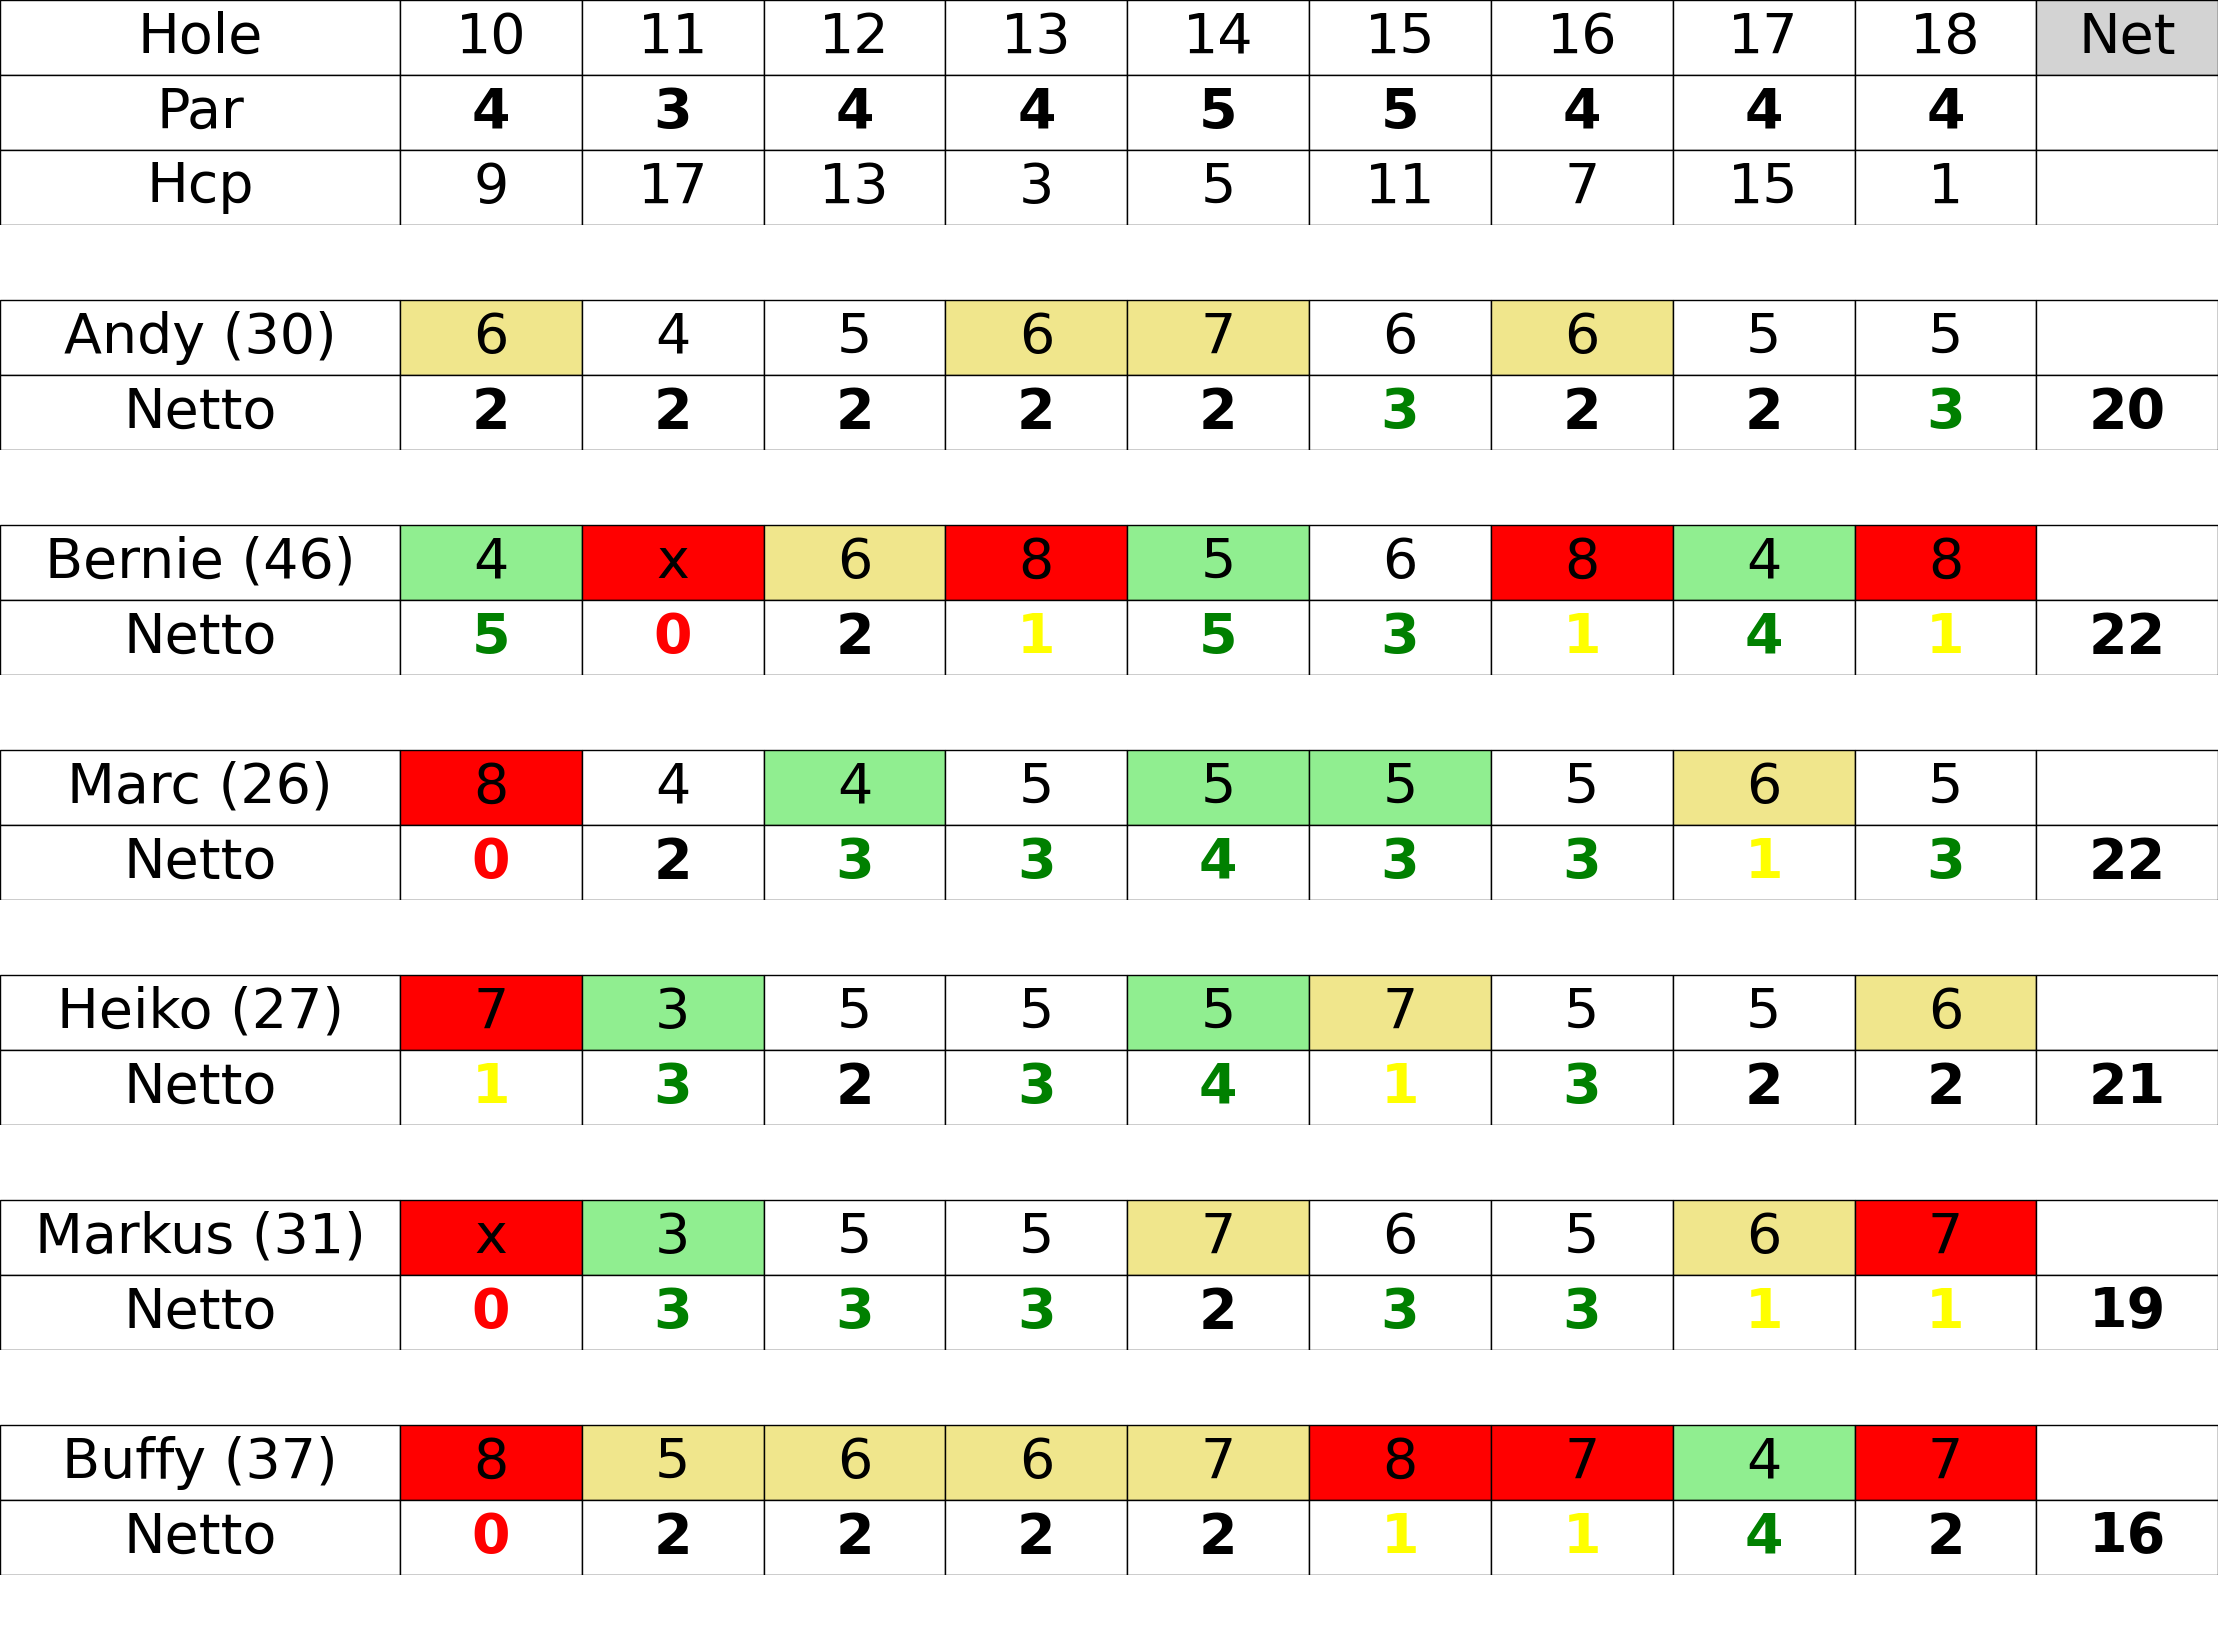 Hole 10 11 12 13 14 15 16 17 18 Net
Par 4 3 4 4 5 5 4 4 4
Hcp 9 17 13 3 5 11 7 15 1
Andy (30) 6 4 5 6 7 6 6 5 5
Netto 2 2 2 2 2 3 2 2 3 20
Bernie (46) 4 x 6 8 5 6 8 4 8
Netto 5 0 2 1 5 3 1 4 1 22
Marc (26) 8 4 4 5 5 5 5 6 5
Netto 0 2 3 3 4 3 3 1 3 22
Heiko (27) 7 3 5 5 5 7 5 5 6
Netto 1 3 2 3 4 1 3 2 2 21
Markus (31) x 3 5 5 7 6 5 6 7
Netto 0 3 3 3 2 3 3 1 1 19
Buffy (37) 8 5 6 6 7 8 7 4 7
Netto 0 2 2 2 2 1 1 4 2 16